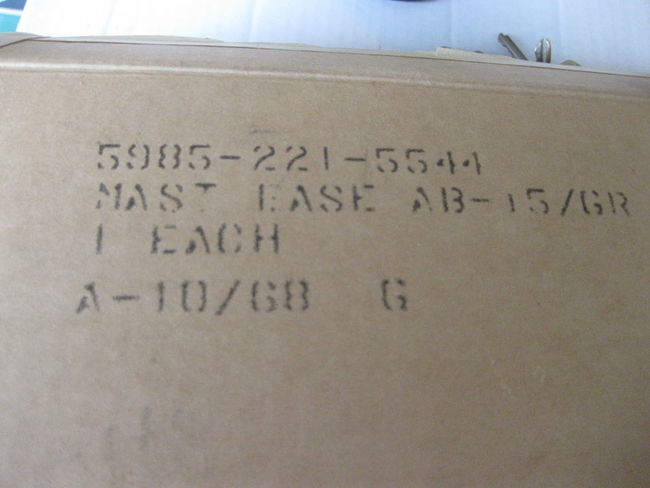 5985-221-5544
MAST BASE AB-15/GR
1 EACH
A-10/68 G